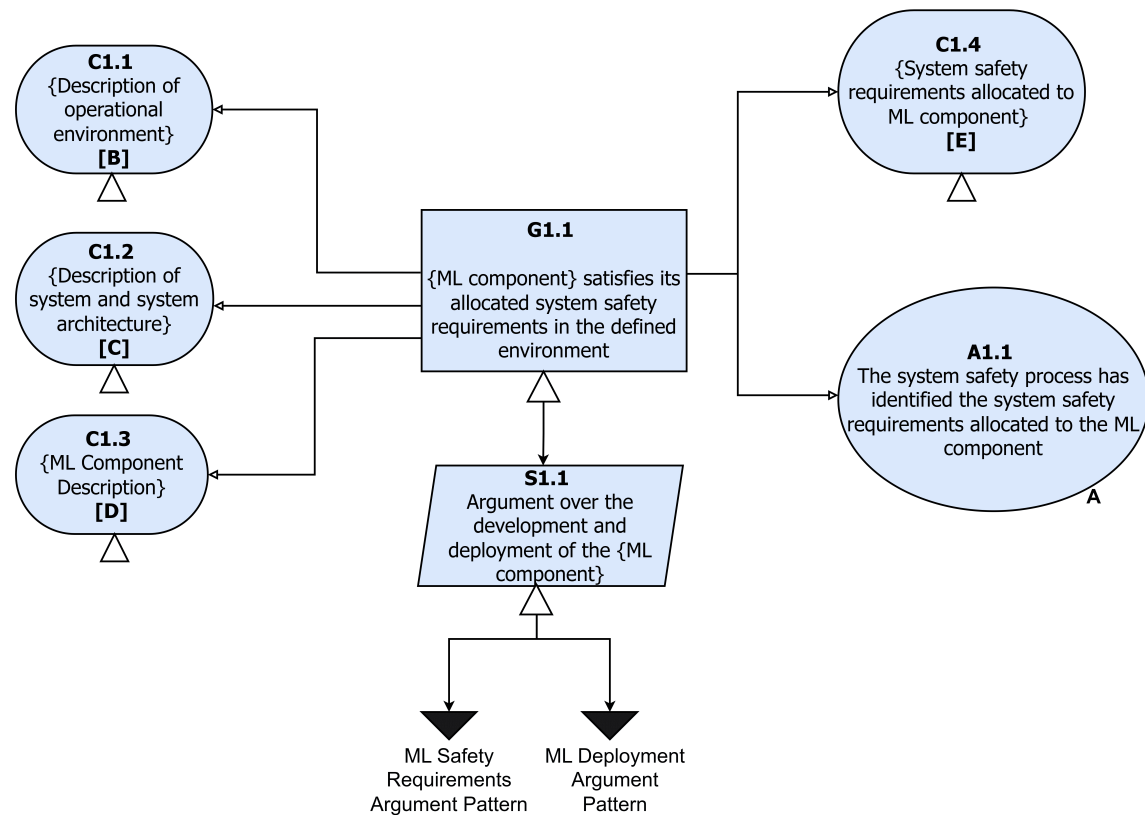 C1.1
{Description of
operational
environment}
[B]
C1.2
{Description of
system and system
architecture}
[C]
C1.3
{ML Component
Description}
[D]
G1.1
{ML component} satisfies its
allocated system safety
requirements in the defined
environment
S1.1
Argument over the
development and
deployment of the {ML
component}
ML Safety
Requirements
Argument Pattern
ML Deployment
Argument
Pattern
C1.4
{System safety
requirements allocated to
ML component}
[E]
A1.1
The system safety process has
identified the system safety
requirements allocated to the ML
component
A